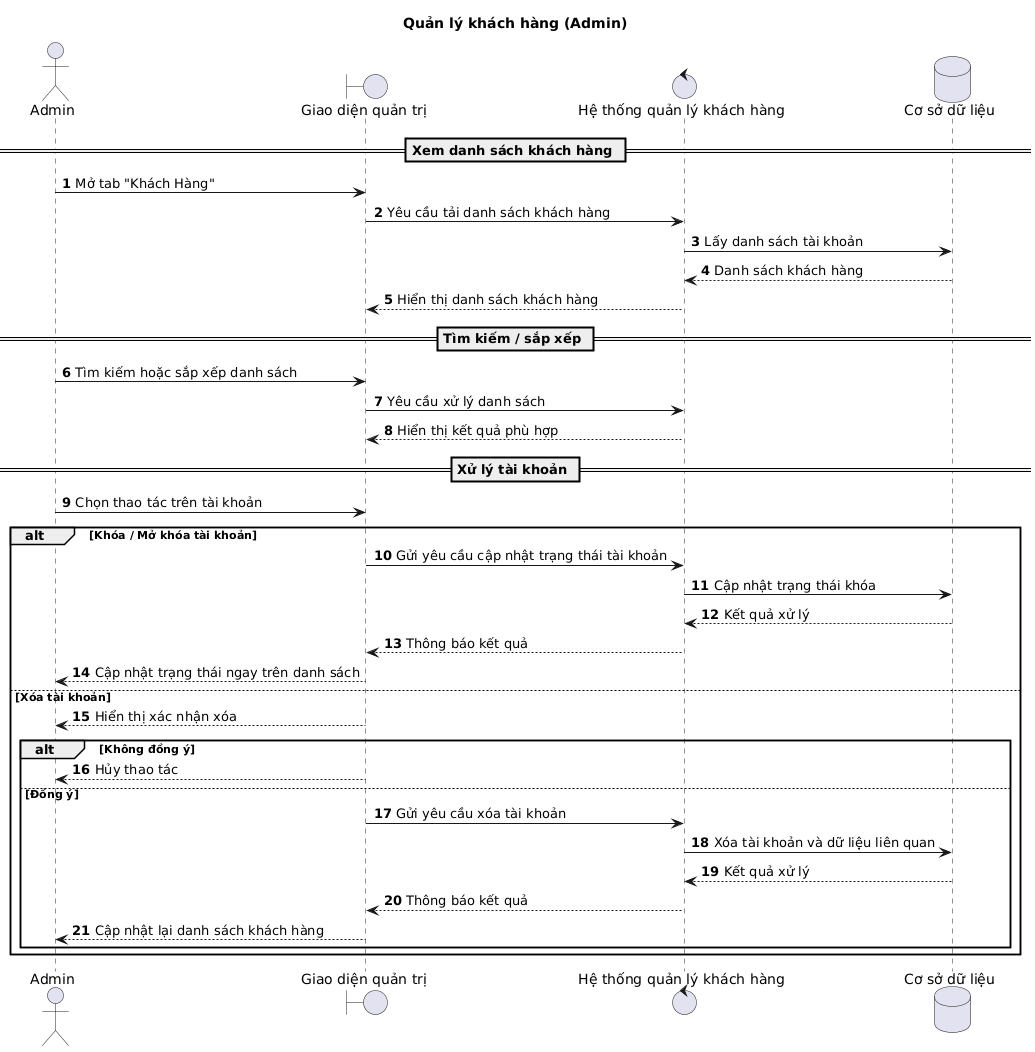 Quản lý khách hàng (Admin)
Admin
Giao diện quản trị
Hệ thống quản lý khách hàng
Cơ sở dữ liệu
Xem danh sách khách hàng
1 Mở tab "Khách Hàng"
2 Yêu cầu tải danh sách khách hàng
3 Lấy danh sách tài khoản
4 Danh sách khách hàng
5 Hiển thị danh sách khách hàng
Tìm kiếm / sắp xếp
6 Tìm kiếm hoặc sắp xếp danh sách
7 Yêu cầu xử lý danh sách
8 Hiển thị kết quả phù hợp
Xử lý tài khoản
9 Chọn thao tác trên tài khoản
alt [Khóa / Mở khóa tài khoản]
10 Gửi yêu cầu cập nhật trạng thái tài khoản
11 Cập nhật trạng thái khóa
12 Kết quả xử lý
13 Thông báo kết quả
14 Cập nhật trạng thái ngay trên danh sách
[Xóa tài khoản]
15 Hiển thị xác nhận xóa
alt [Không đồng ý]
16 Hủy thao tác
[Đồng ý]
17 Gửi yêu cầu xóa tài khoản
18 Xóa tài khoản và dữ liệu liên quan
19 Kết quả xử lý
20 Thông báo kết quả
21 Cập nhật lại danh sách khách hàng
Admin
Giao diện quản trị
Hệ thống quản lý khách hàng
Cơ sở dữ liệu